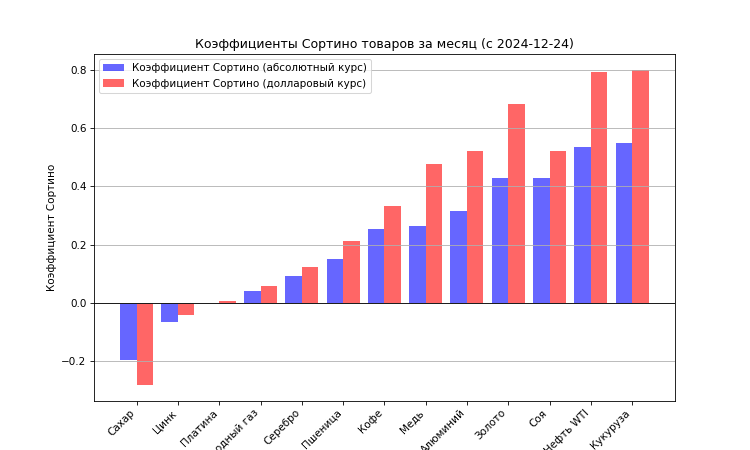 Коэффициенты Сортино товаров за месяц (с 2024-12-24)
Коэффициент Сортино (абсолютный курс)
Коэффициент Сортино (долларовый курс)
Коэффициент Сортино
0.8
0.6
0.4
0.2
0.0
−0.2
Сахар
Цинк
Платина
одный газ
Серебро
Пшеница
Кофе
Медь
Алюминий
Золото
Соя
Нефть WTI
Кукуруза